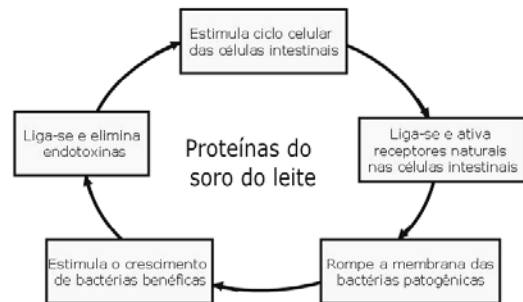 Estimula ciclo celular
das células intestinais
Liga-se e ativa
receptores naturais
nas células intestinais
Rompe a membrana das
bactérias patogênicas
Estimula o crescimento
de bactérias benéficas
Liga-se e elimina
endotoxinas
Proteínas do
soro do leite